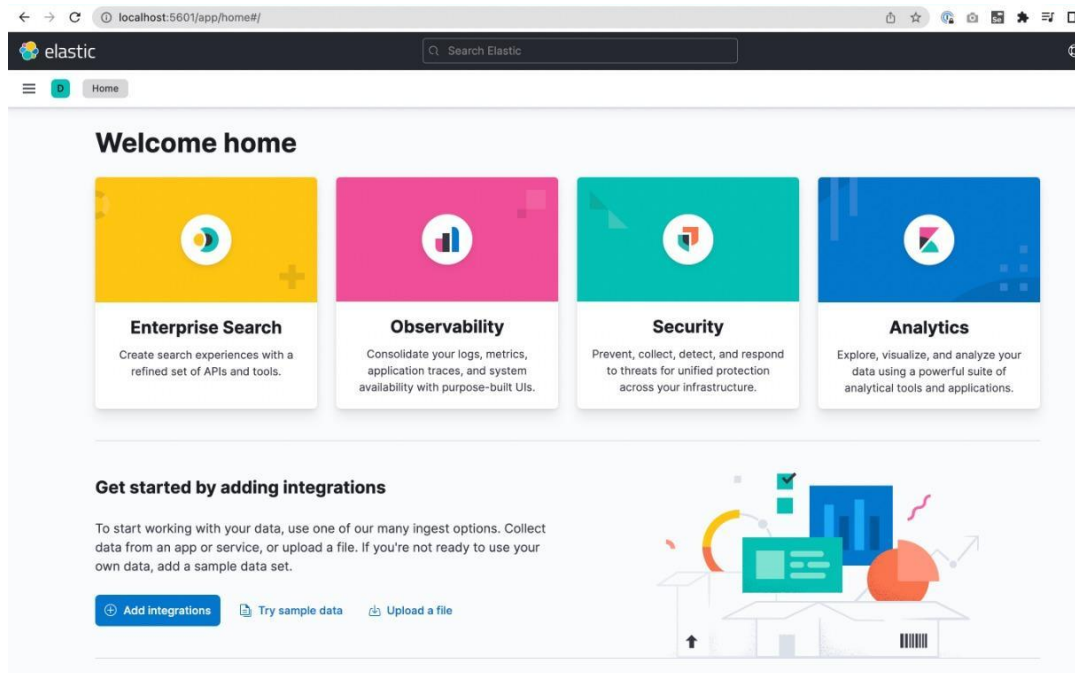 localhost:5601/app/home#/
elastic
Search Elastic
D
Home
Welcome home
Enterprise Search
Create search experiences with a
refined set of APIs and tools.
Observability
Consolidate your logs, metrics,
application traces, and system
availability with purpose-built UIs.
Security
Prevent, collect, detect, and respond
to threats for unified protection
across your infrastructure.
Analytics
Explore, visualize, and analyze your
data using a powerful suite of
analytical tools and applications.
Get started by adding integrations
To start working with your data, use one of our many ingest options. Collect
data from an app or service, or upload a file. If you're not ready to use your
own data, add a sample data set.
Add integrations
Try sample data
Upload a file